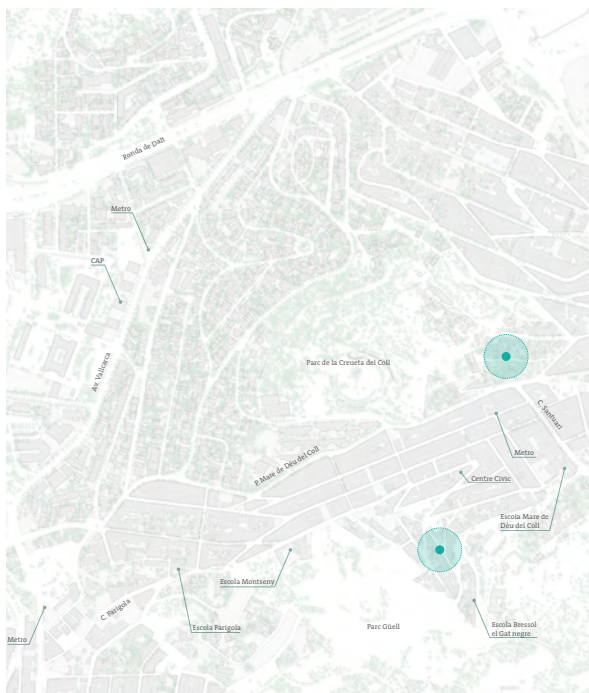 Ronda de Dalt
Metro
CAP
Av. Vallcarca
Parc de la Creueta del Coll
C. Santuari
P. Mare de Déu del Coll
Metro
Centre Cívic
Escola Mare de
Déu del Coll
Escola Montseny
C. Farigola
Escola Farigola
Parc Güell
Escola Bressol
el Gat negre
Metro